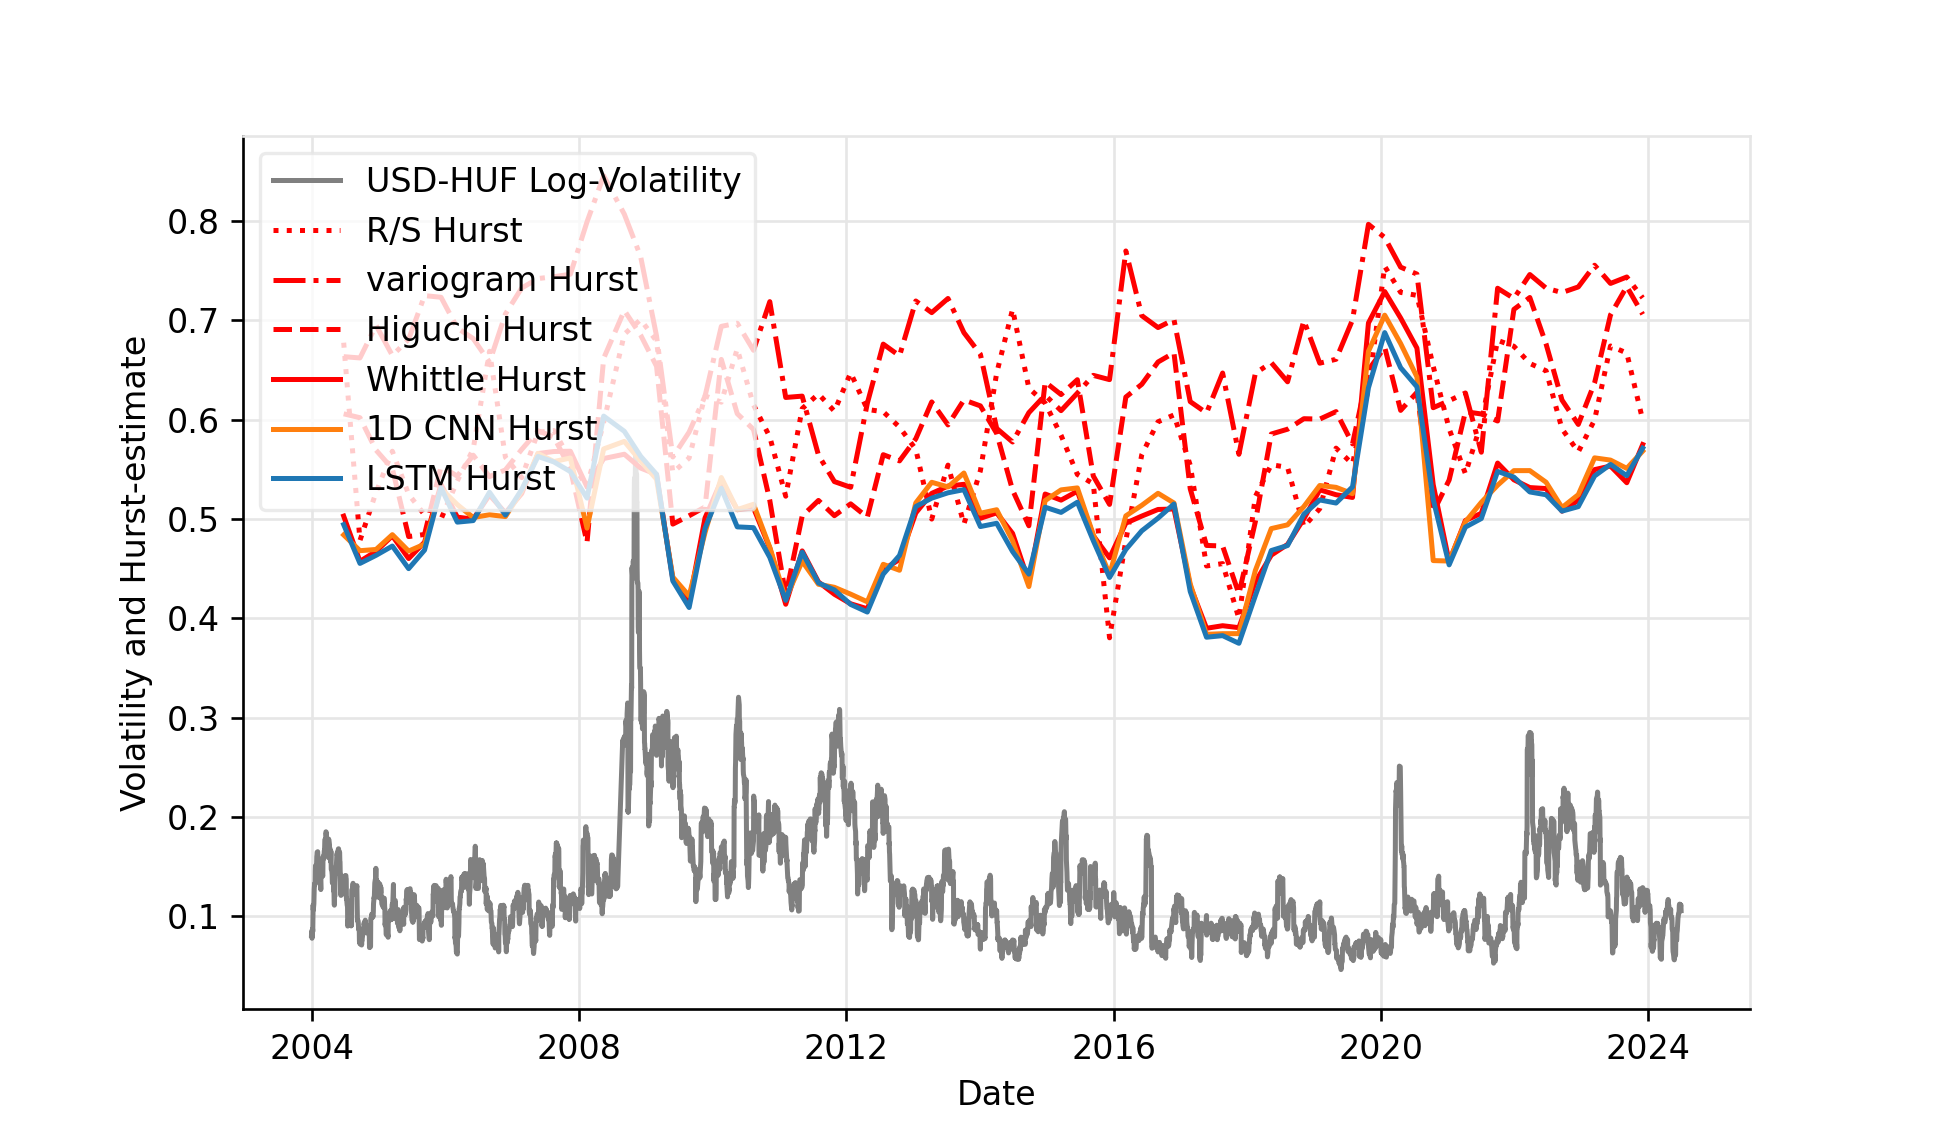 USD-HUF Log-Volatility
R/S Hurst
variogram Hurst
Higuchi Hurst
Whittle Hurst
1D CNN Hurst
LSTM Hurst
Volatility and Hurst-estimate
0.8
0.7
0.6
0.5
0.4
0.3
0.2
0.1
2004 2008 2012 2016 2020 2024
Date